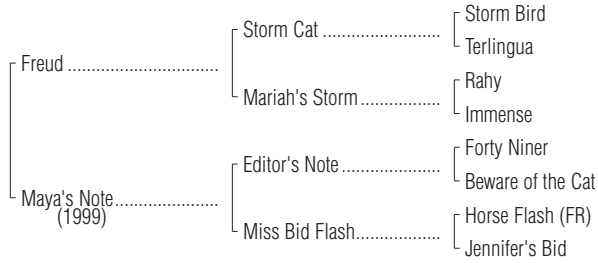 Storm Bird
Storm Cat ........................
Terlingua
Freud ................................
Rahy
Mariah's Storm .................
Immense
Forty Niner
Editor's Note .....................
Beware of the Cat
Maya's Note......................
(1999)
Horse Flash (FR)
Miss Bid Flash..................
Jennifer's Bid